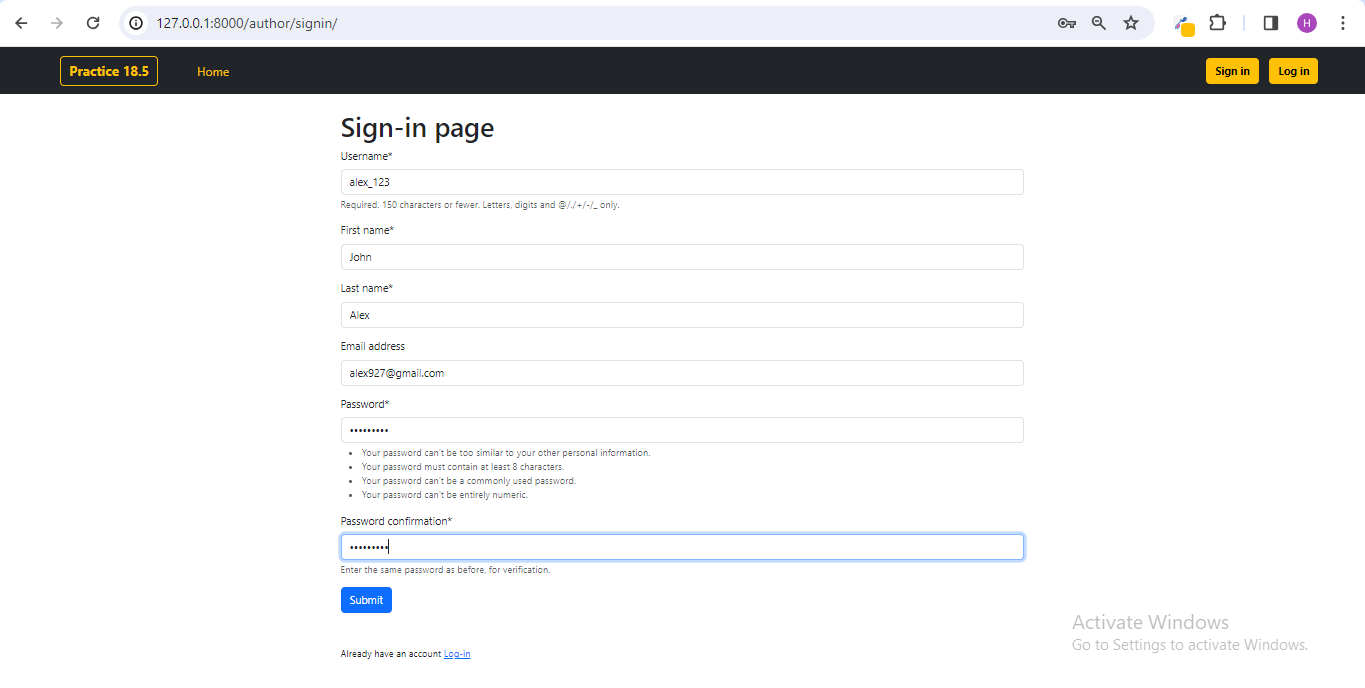 127.0.0.1:8000/author/signin/
H
Practice 18.5 Home Sign in Log in
Sign-in page
Username*
alex_123
Required. 150 characters or fewer. Letters, digits and @/./+/-/_ only.
First name*
John
Last name*
Alex
Email address
alex927@gmail.com
Password*
•••••••••
• Your password can't be too similar to your other personal information.
• Your password must contain at least 8 characters.
• Your password can't be a commonly used password.
• Your password can't be entirely numeric.
Password confirmation*
•••••••••
Enter the same password as before, for verification.
Submit
Already have an account Log-in
Activate Windows
Go to Settings to activate Windows.